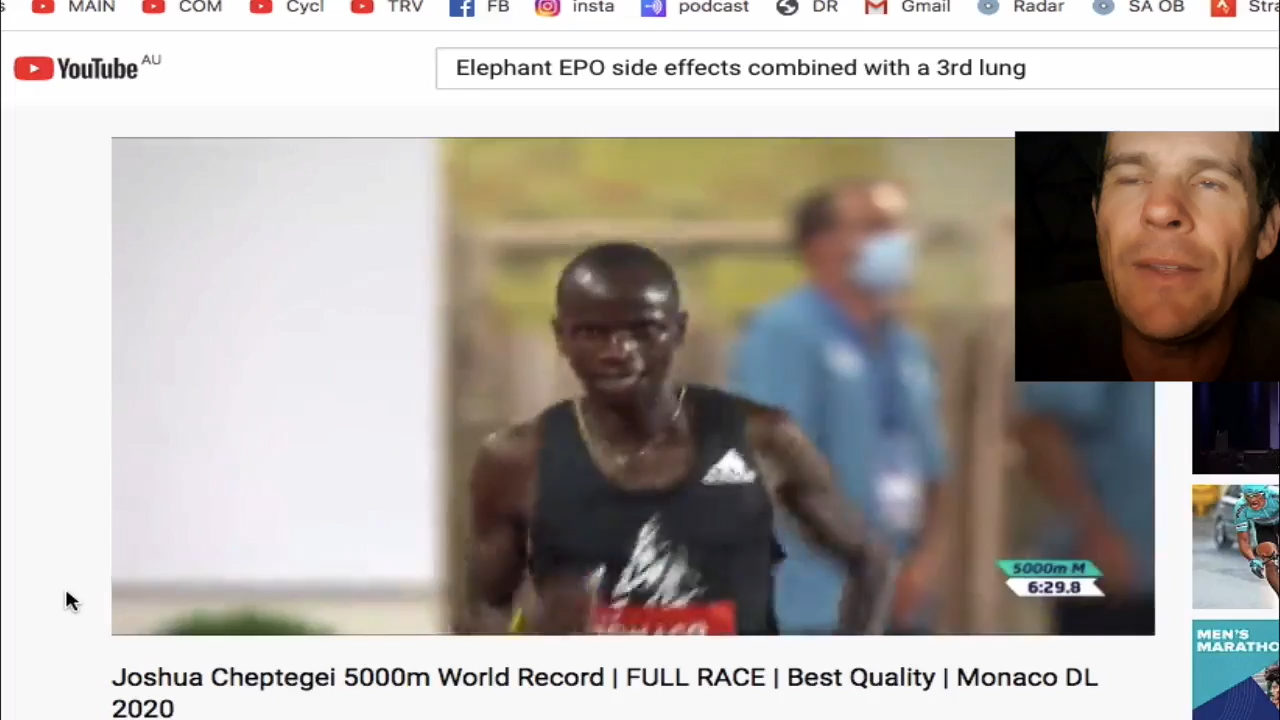 MAIN COM Cycl TRV FB insta podcast DR Gmail Radar SA OB
YouTube AU
Elephant EPO side effects combined with a 3rd lung
5000m M
6:29.8
MEN'S
Joshua Cheptegei 5000m World Record | FULL RACE | Best Quality | Monaco DL
2020